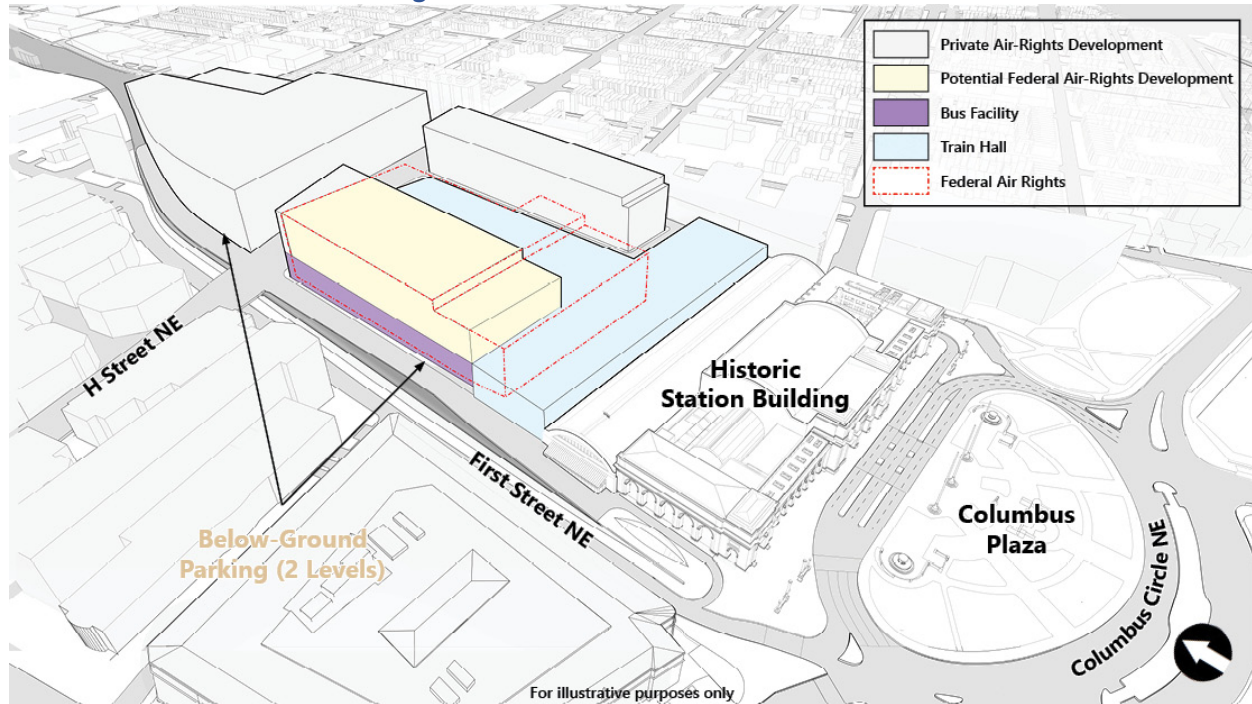 Private Air-Rights Development
Potential Federal Air-Rights Development
Bus Facility
Train Hall
Federal Air Rights
H Street NE
Historic
Station Building
First Street NE
Columbus
Plaza
Below-Ground
Parking (2 Levels)
Columbus Circle NE
For illustrative purposes only